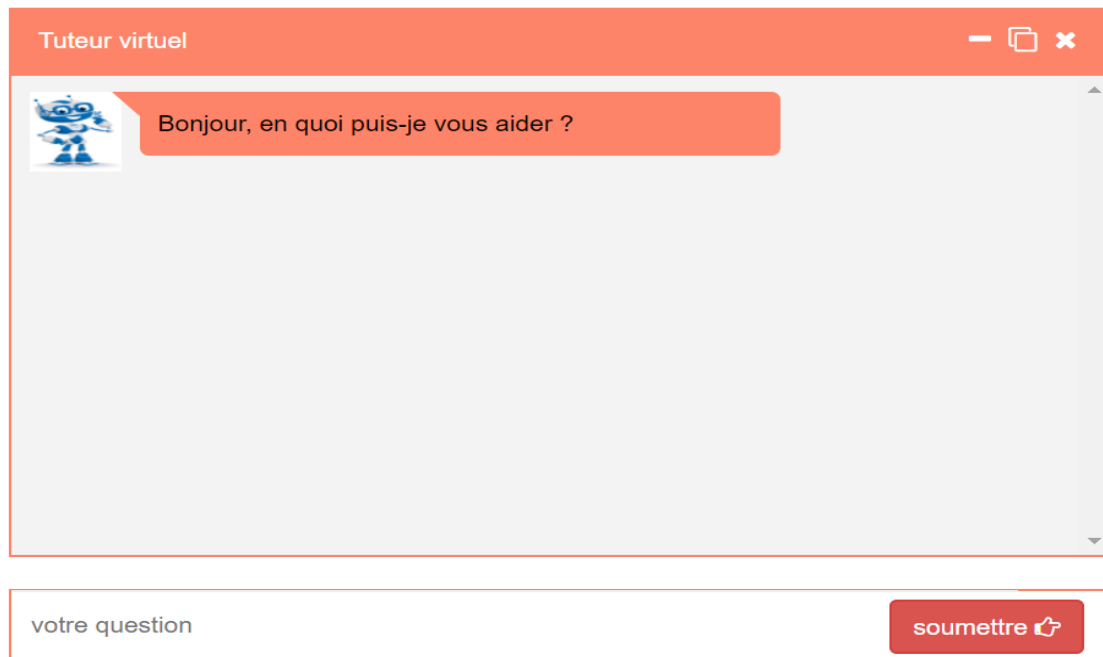 Tuteur virtuel
Bonjour, en quoi puis-je vous aider ?
votre question
soumettre